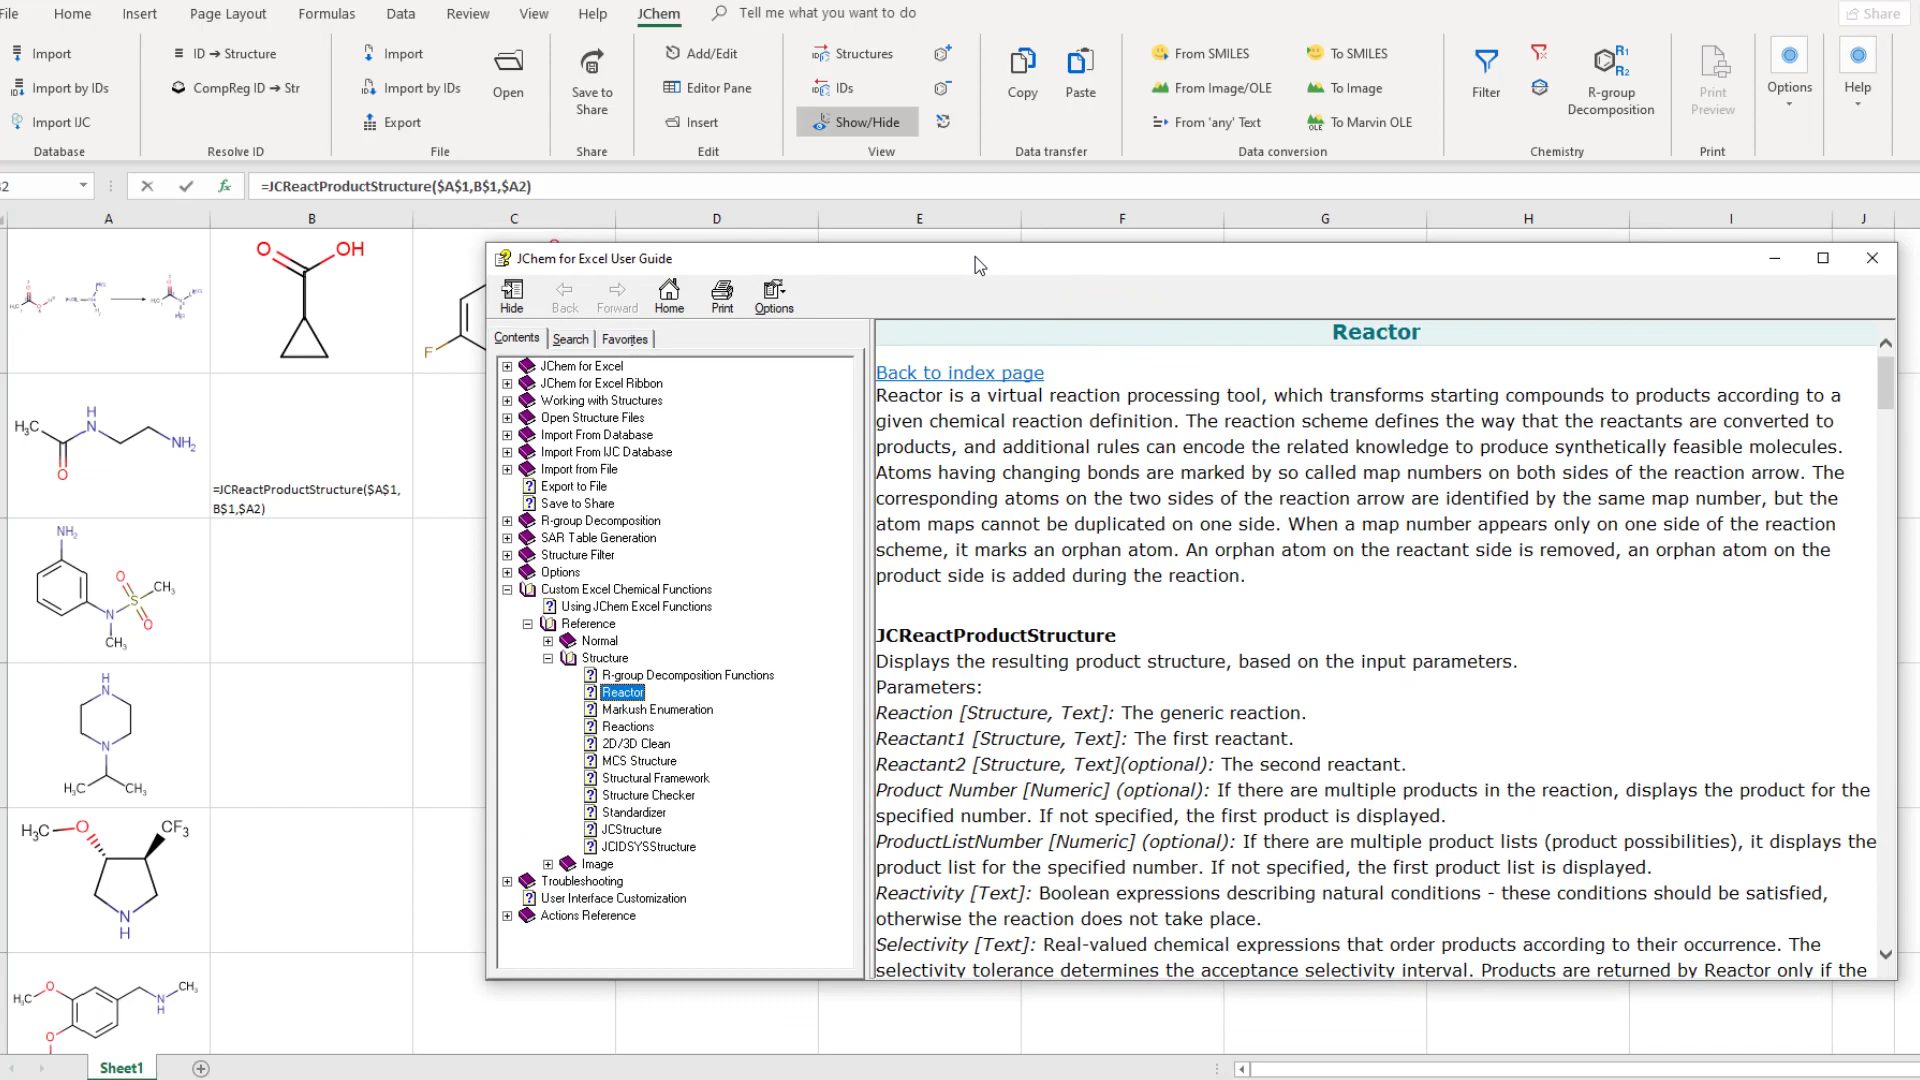 File Home Insert Page Layout Formulas Data Review View Help JChem Tell me what you want to do Share
Import ID ➔ Structure Import Add/Edit Structures From SMILES To SMILES
Import by IDs CompReg ID ➔ Str Import by IDs Open Save to Share Editor Pane IDs Copy Paste From Image/OLE To Image Filter R-group Decomposition Print Preview Options Help
Import IJC Export Insert Show/Hide From 'any' Text To Marvin OLE
Database Resolve ID File Share Edit View Data transfer Data conversion Chemistry Print
=JCReactProductStructure($A$1,B$1,$A2)
A B C D E F G H I J
O OH
F
H3C N H NH2 O
=JCReactProductStructure($A$1,
B$1,$A2)
NH2 O CH3 S N O CH3
H N N H3C CH3
H3C O CF3 N H
H3C O N H CH3 O
Sheet1
JChem for Excel User Guide
Hide Back Forward Home Print Options
Contents Search Favorites
JChem for Excel
JChem for Excel Ribbon
Working with Structures
Open Structure Files
Import From Database
Import From IJC Database
Import from File
Export to File
Save to Share
R-group Decomposition
SAR Table Generation
Structure Filter
Options
Custom Excel Chemical Functions
Using JChem Excel Functions
Reference
Normal
Structure
R-group Decomposition Functions
Reactor
Markush Enumeration
Reactions
2D/3D Clean
MCS Structure
Structural Framework
Structure Checker
Standardizer
JCStructure
JCIDSYSStructure
Image
Troubleshooting
User Interface Customization
Actions Reference
Reactor
Back to index page
Reactor is a virtual reaction processing tool, which transforms starting compounds to products according to a
given chemical reaction definition. The reaction scheme defines the way that the reactants are converted to
products, and additional rules can encode the related knowledge to produce synthetically feasible molecules.
Atoms having changing bonds are marked by so called map numbers on both sides of the reaction arrow. The
corresponding atoms on the two sides of the reaction arrow are identified by the same map number, but the
atom maps cannot be duplicated on one side. When a map number appears only on one side of the reaction
scheme, it marks an orphan atom. An orphan atom on the reactant side is removed, an orphan atom on the
product side is added during the reaction.
JCReactProductStructure
Displays the resulting product structure, based on the input parameters.
Parameters:
Reaction [Structure, Text]: The generic reaction.
Reactant1 [Structure, Text]: The first reactant.
Reactant2 [Structure, Text](optional): The second reactant.
Product Number [Numeric] (optional): If there are multiple products in the reaction, displays the product for the
specified number. If not specified, the first product is displayed.
ProductListNumber [Numeric] (optional): If there are multiple product lists (product possibilities), it displays the
product list for the specified number. If not specified, the first product list is displayed.
Reactivity [Text]: Boolean expressions describing natural conditions - these conditions should be satisfied,
otherwise the reaction does not take place.
Selectivity [Text]: Real-valued chemical expressions that order products according to their occurrence. The
selectivity tolerance determines the acceptance selectivity interval. Products are returned by Reactor only if the